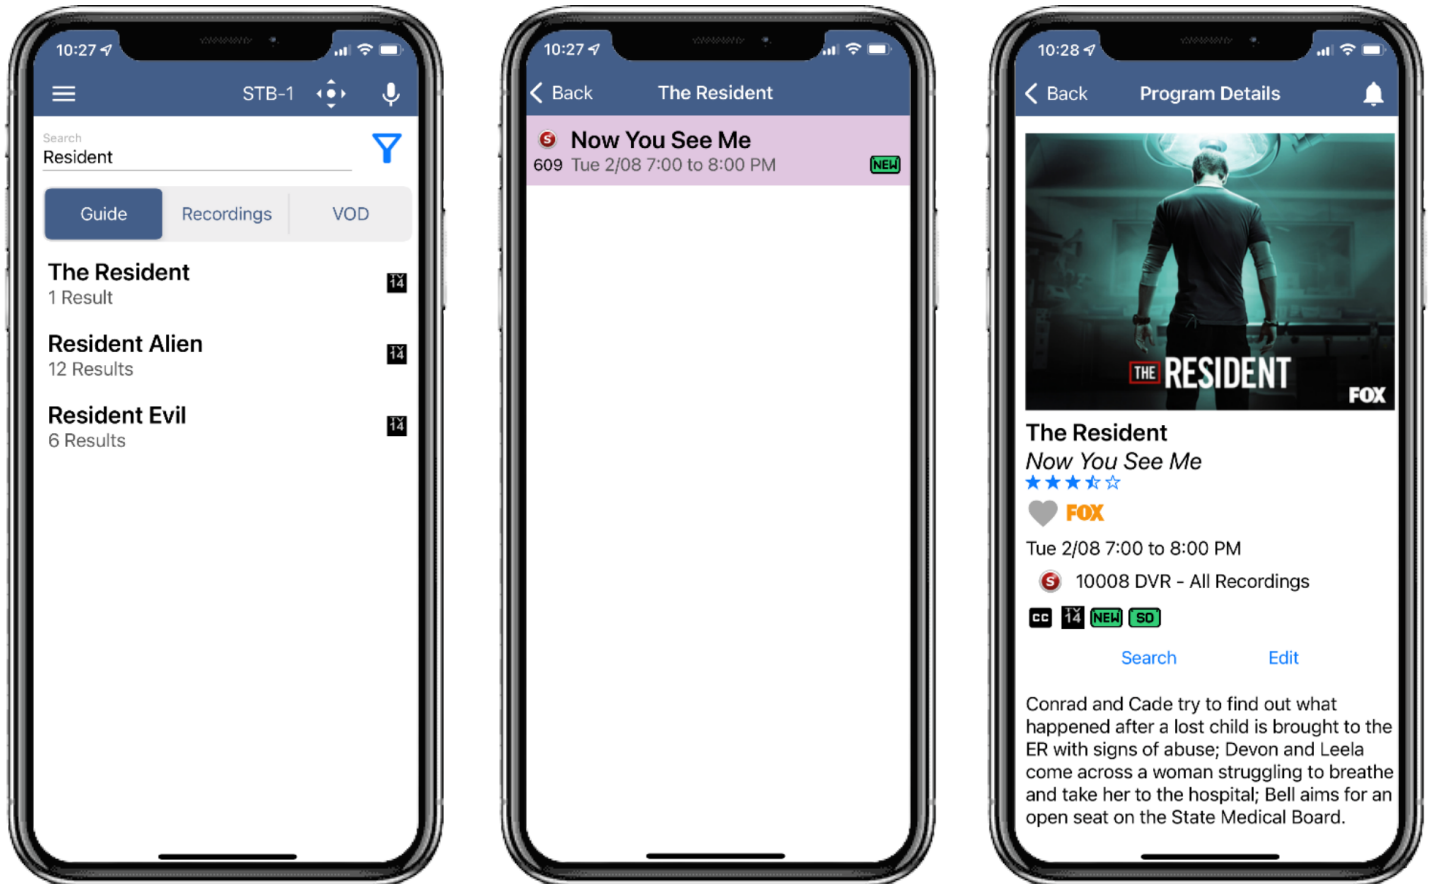 10:27
STB-1
Search
Resident
Guide
Recordings
VOD
The Resident
TV
14
1 Result
Resident Alien
TV
14
12 Results
Resident Evil
TV
14
6 Results
10:27
Back
The Resident
S
Now You See Me
609
Tue 2/08 7:00 to 8:00 PM
NEW
10:28
Back
Program Details
THE RESIDENT
FOX
The Resident
Now You See Me
FOX
Tue 2/08 7:00 to 8:00 PM
S
10008 DVR - All Recordings
CC
TV
14
NEW
SD
Search
Edit
Conrad and Cade try to find out what
happened after a lost child is brought to the
ER with signs of abuse; Devon and Leela
come across a woman struggling to breathe
and take her to the hospital; Bell aims for an
open seat on the State Medical Board.